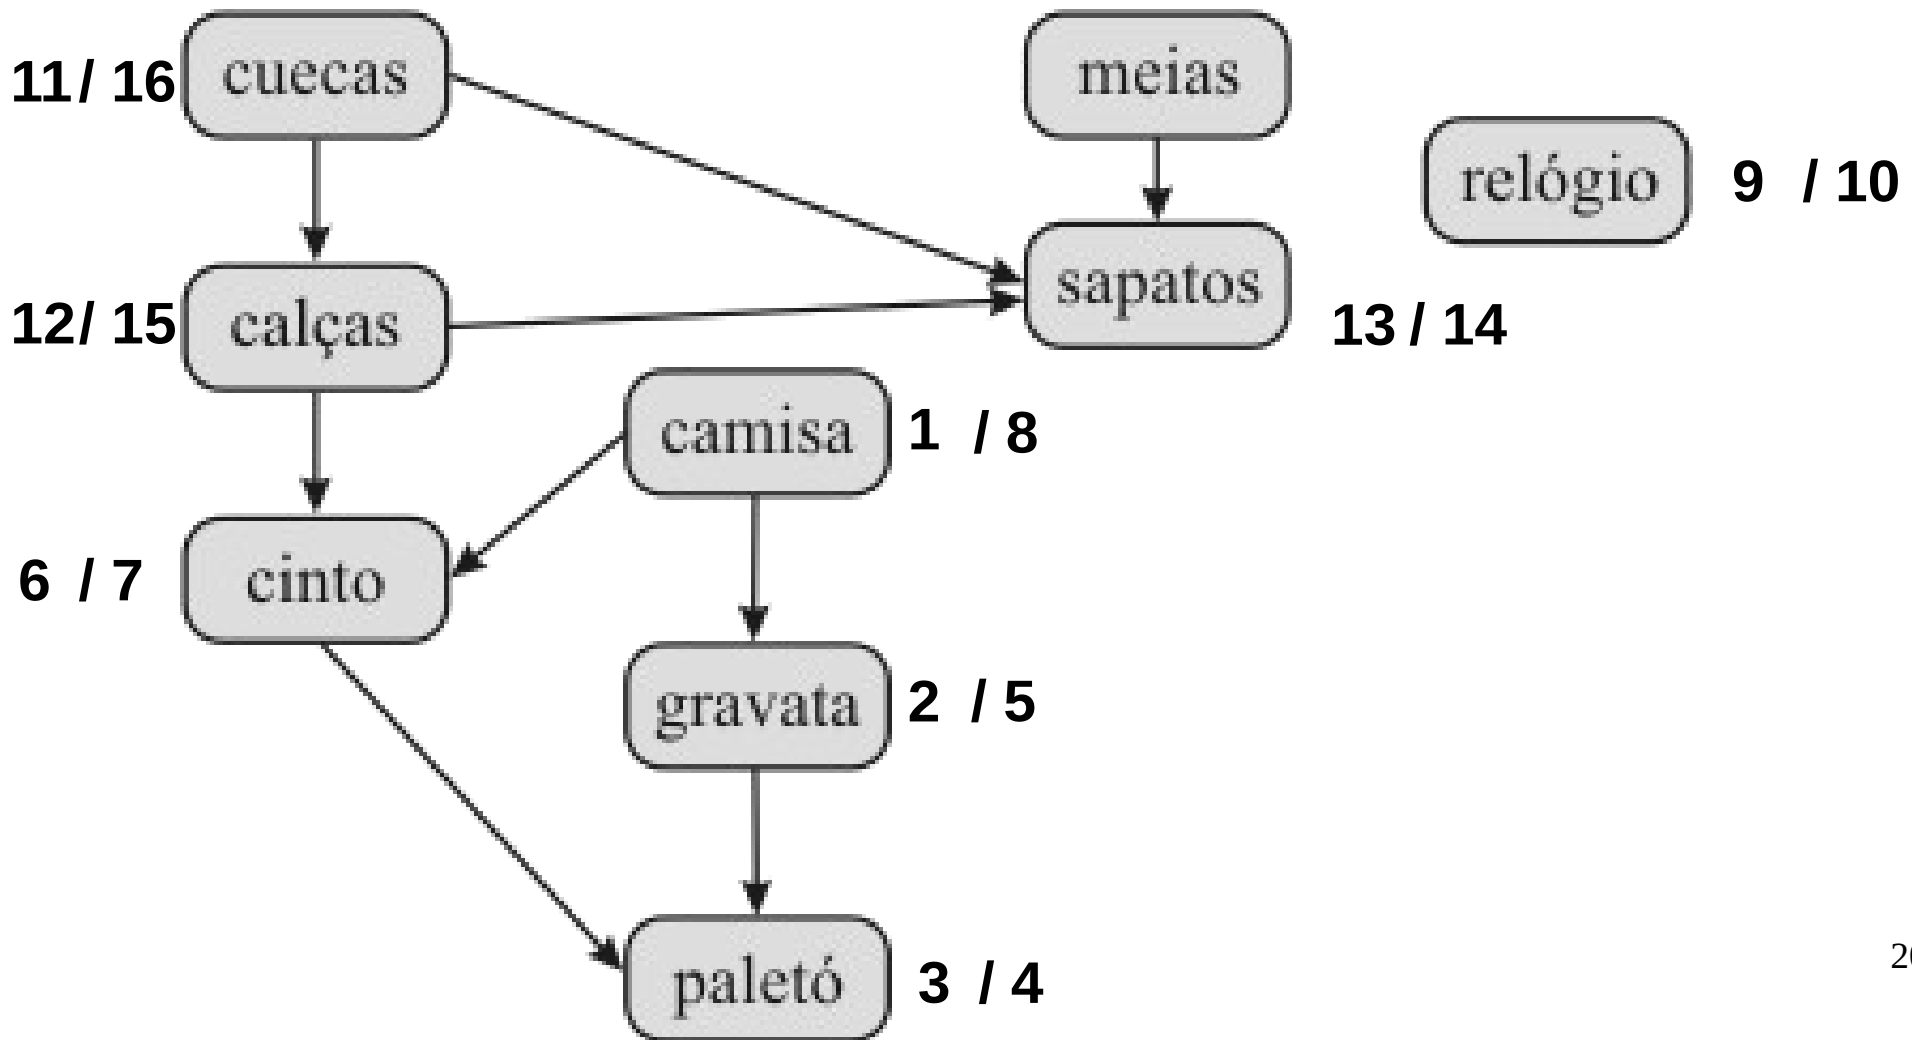 11/ 16 cuecas
meias
relógio 9 / 10
sapatos
12/ 15 calças
13 / 14
camisa 1 / 8
6 / 7 cinto
gravata 2 / 5
paletó 3 / 4